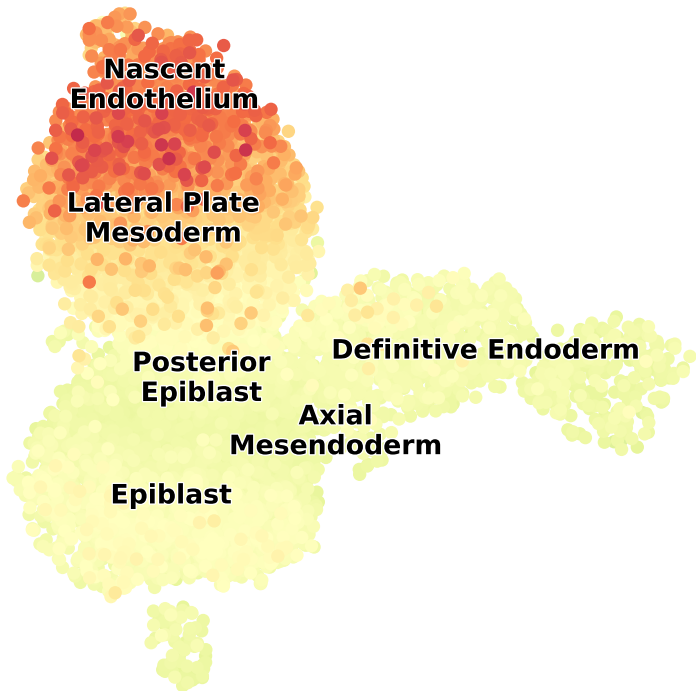 Nascent
Endothelium
Lateral Plate
Mesoderm
Posterior
Epiblast
Definitive Endoderm
Axial
Mesendoderm
Epiblast